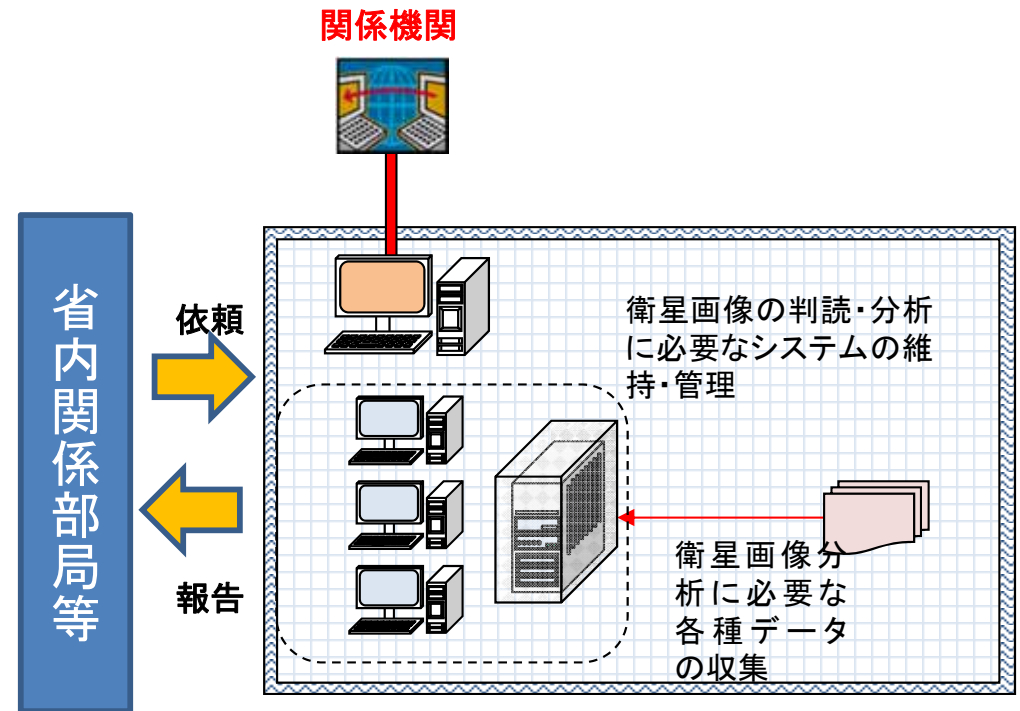 関係機関
省内関係部局等
依頼
報告
衛星画像の判読・分析
に必要なシステムの維
持・管理
衛星画像分
析に必要な
各種データ
の収集